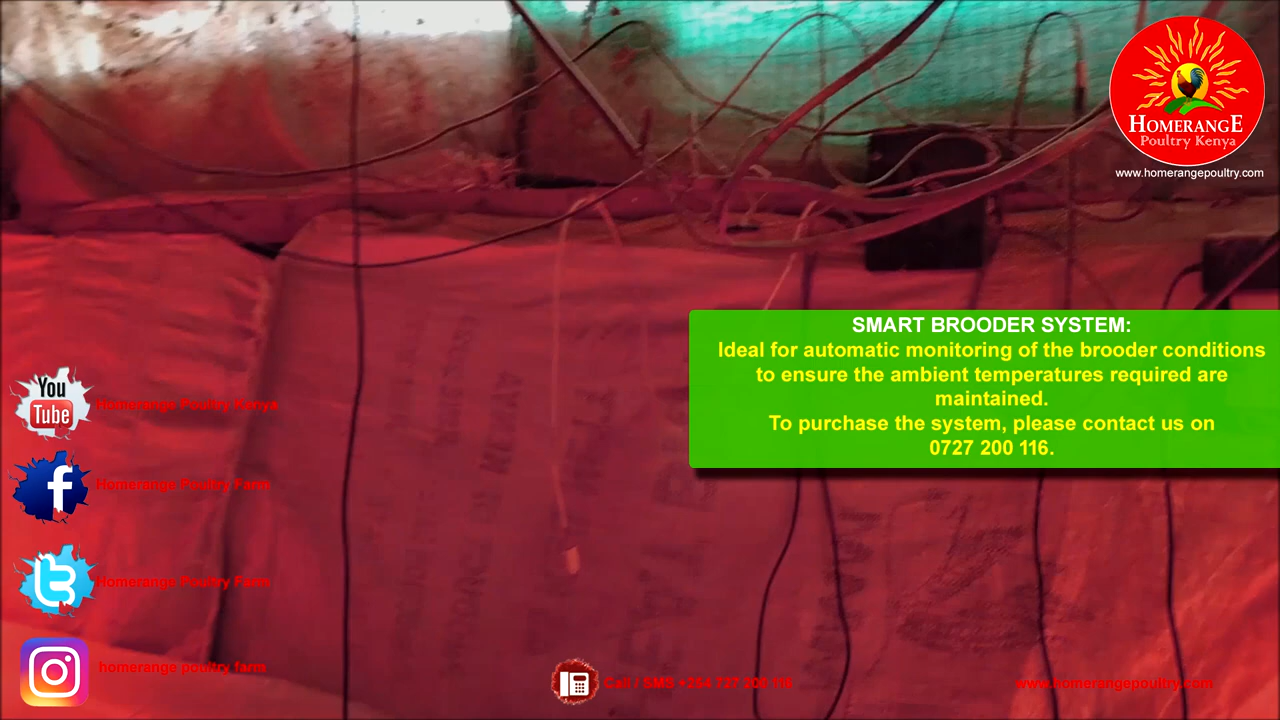 HOMERANGE
Poultry Kenya
www.homerangepoultry.com
SMART BROODER SYSTEM:
Ideal for automatic monitoring of the brooder conditions
to ensure the ambient temperatures required are
maintained.
To purchase the system, please contact us on
0727 200 116.
You
Tube
Homerange Poultry Kenya
f
Homerange Poultry Farm
Homerange Poultry Farm
homerange poultry farm
Call / SMS +254 727 200 116
www.homerangepoultry.com